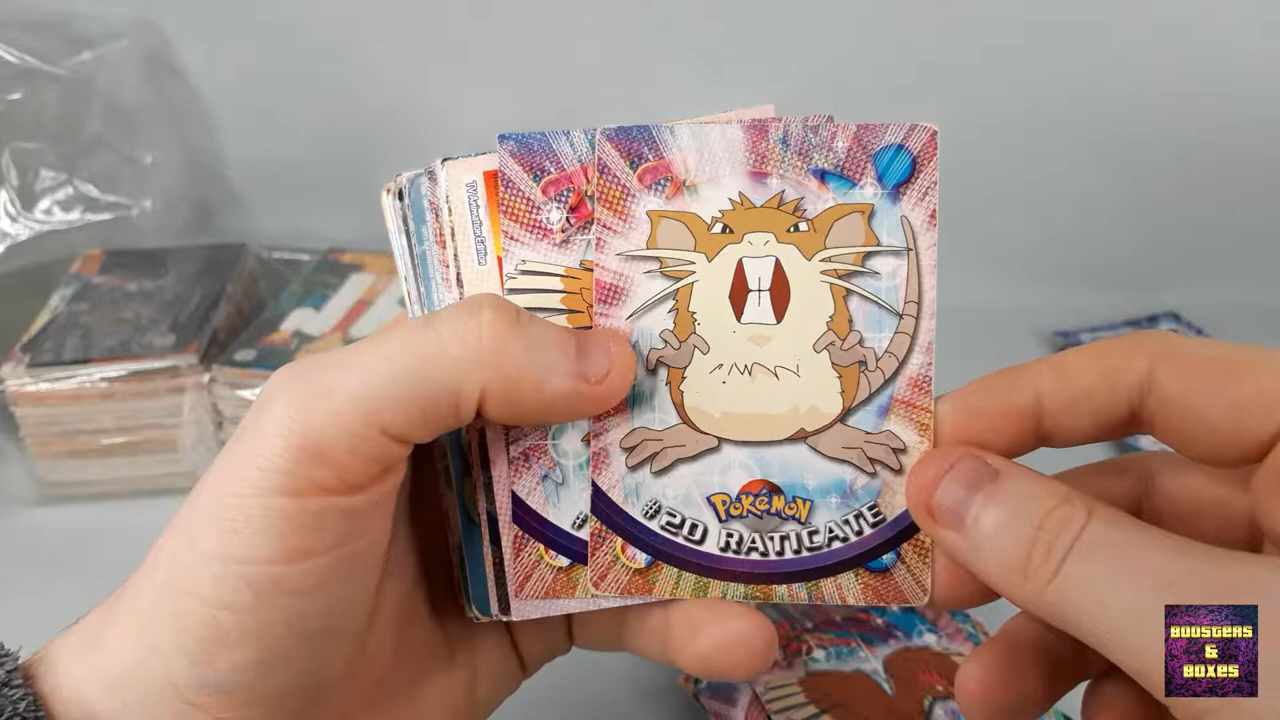 TV Animation Edition
POKéMON
#20 RATICATE
#
BOOSTERS
&
BOXES